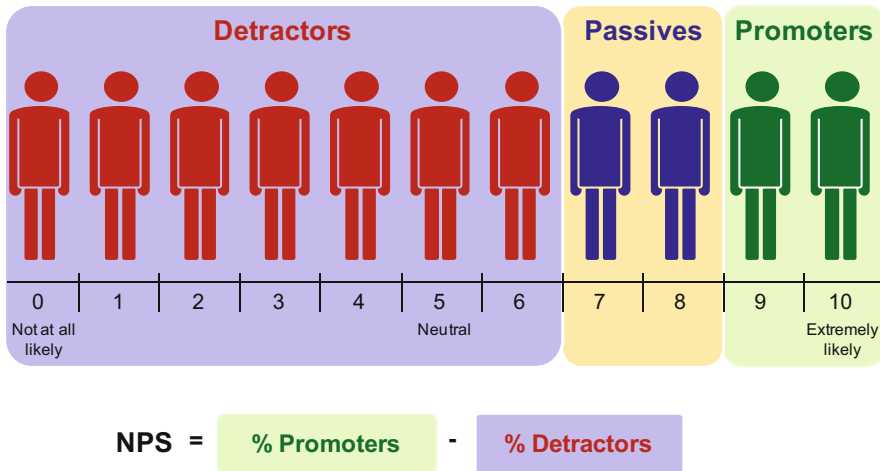 Detractors Passives Promoters
0 1 2 3 4 5 6 7 8 9 10
Not at all Neutral Extremely
likely likely
NPS = % Promoters - % Detractors